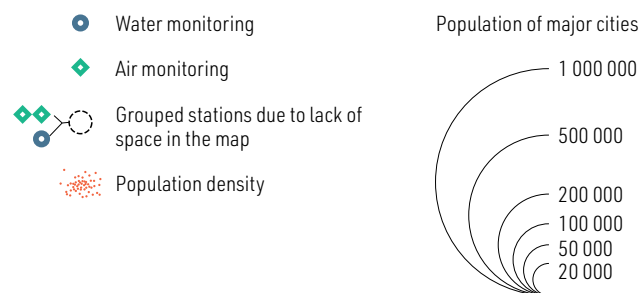 Water monitoring
Air monitoring
Grouped stations due to lack of
space in the map
Population density
Population of major cities
1 000 000
500 000
200 000
100 000
50 000
20 000